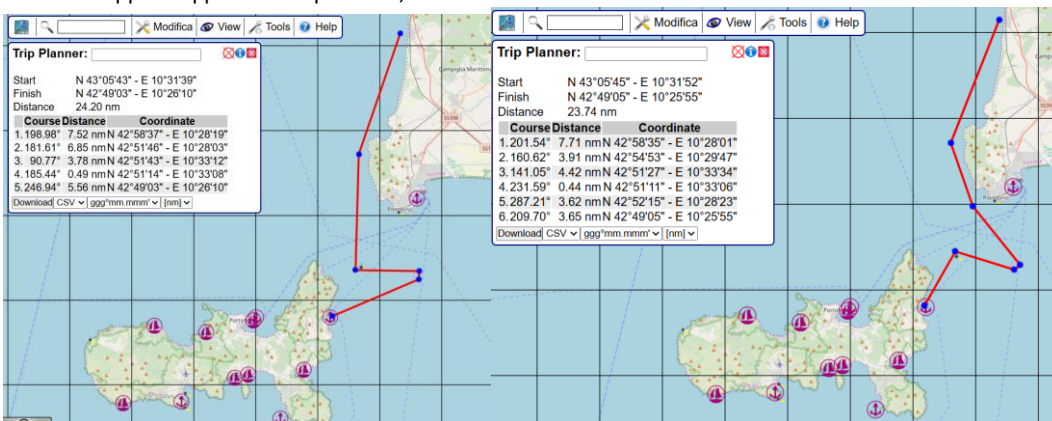 Modifica View Tools Help
Trip Planner:
Start N 43°05'43" - E 10°31'39"
Finish N 42°49'03" - E 10°26'10"
Distance 24.20 nm
Course Distance Coordinate
1. 198.98° 7.52 nm N 42°58'37" - E 10°28'19"
2. 181.61° 6.85 nm N 42°51'46" - E 10°28'03"
3. 90.77° 3.78 nm N 42°51'43" - E 10°33'12"
4. 185.44° 0.49 nm N 42°51'14" - E 10°33'08"
5. 246.94° 5.56 nm N 42°49'03" - E 10°26'10"
Download CSV ggg°mm.mmm' [nm]
Campiglia Marittima
Piombino
Modifica View Tools Help
Trip Planner:
Start N 43°05'45" - E 10°31'52"
Finish N 42°49'05" - E 10°25'55"
Distance 23.74 nm
Course Distance Coordinate
1. 201.54° 7.71 nm N 42°58'35" - E 10°28'01"
2. 160.62° 3.91 nm N 42°54'53" - E 10°29'47"
3. 141.05° 4.42 nm N 42°51'27" - E 10°33'34"
4. 231.59° 0.44 nm N 42°51'11" - E 10°33'06"
5. 287.21° 3.62 nm N 42°52'15" - E 10°28'23"
6. 209.70° 3.65 nm N 42°49'05" - E 10°25'55"
Download CSV ggg°mm.mmm' [nm]